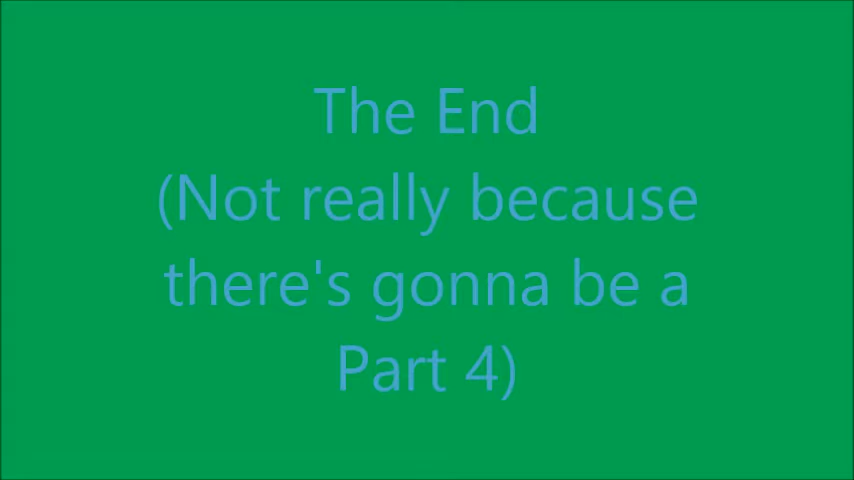 The End
(Not really because
there's gonna be a
Part 4)